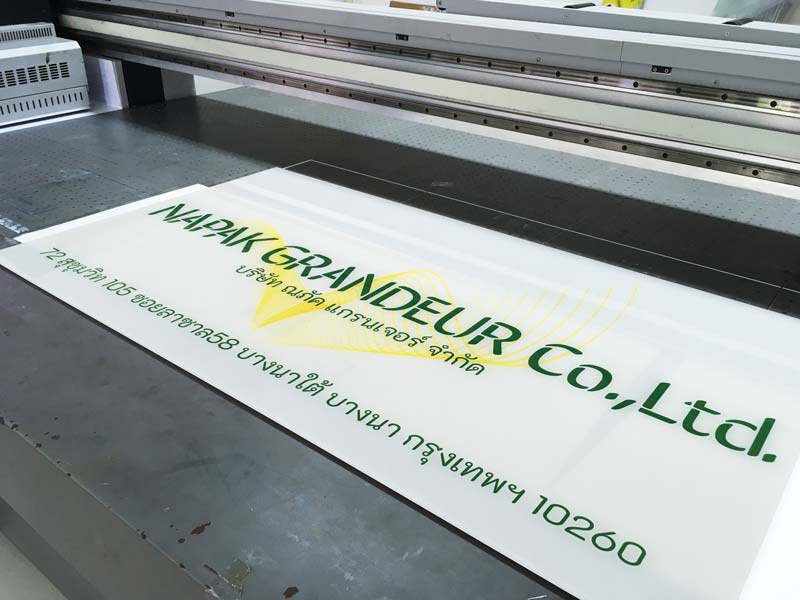 NAPAK GRANDEUR Co.,Ltd.
บริษัท ณภัค แกรนเจอร์ จำกัด
72 สุขุมวิท 105 ซอยลาซาล58 บางนาใต้ บางนา กรุงเทพฯ 10260